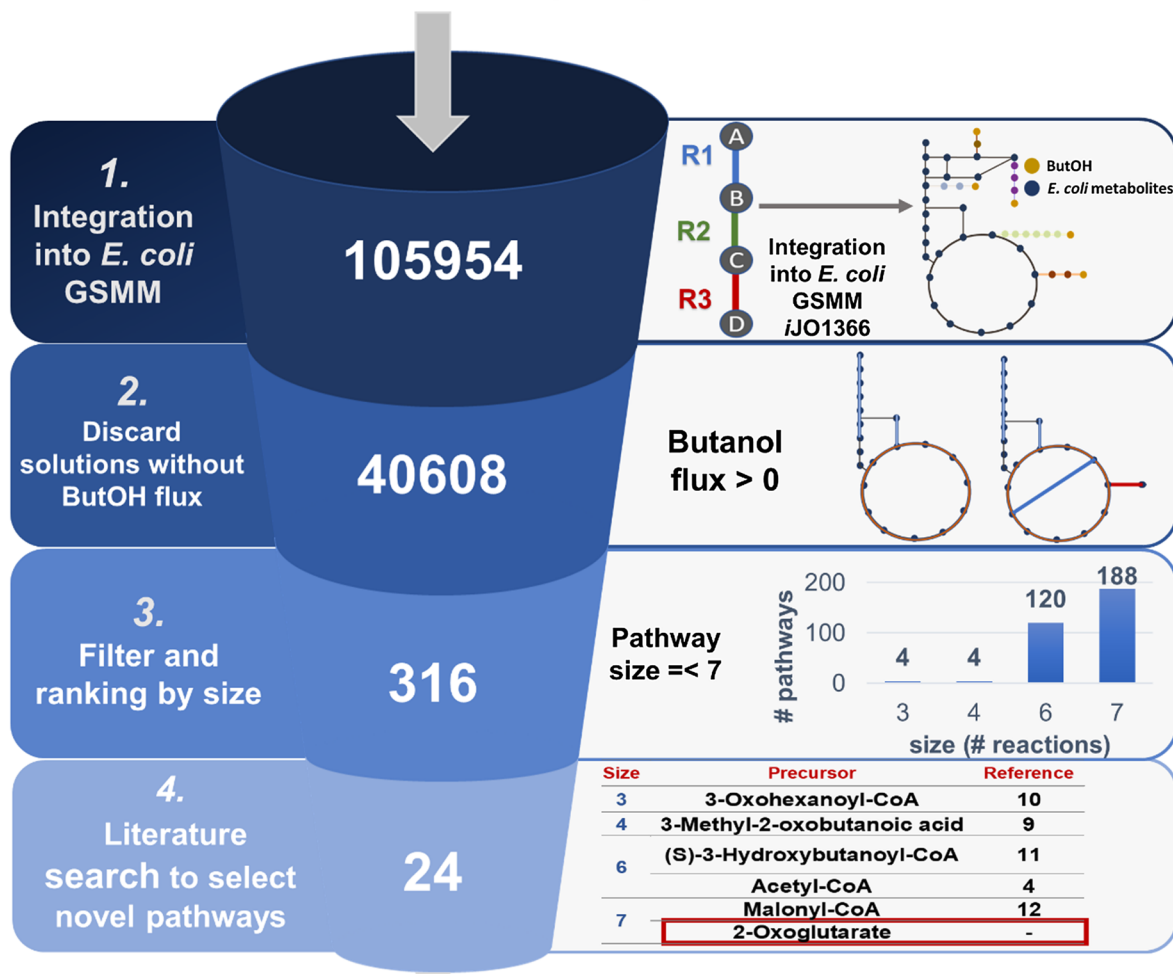 1.
Integration
into E. coli
GSMM
105954
R1
R2
R3
A
B
C
D
Integration
into E. coli
GSMM
iJO1366
ButOH
E. coli metabolites
2.
Discard
solutions without
ButOH flux
40608
Butanol
flux > 0
3.
Filter and
ranking by size
316
Pathway
size =< 7
# pathways
200
100
0
4
4
120
188
3
4
6
7
size (# reactions)
4.
Literature
search to select
novel pathways
24
Size Precursor Reference
3 3-Oxohexanoyl-CoA 10
4 3-Methyl-2-oxobutanoic acid 9
6 (S)-3-Hydroxybutanoyl-CoA 11
Acetyl-CoA 4
7 Malonyl-CoA 12
2-Oxoglutarate -